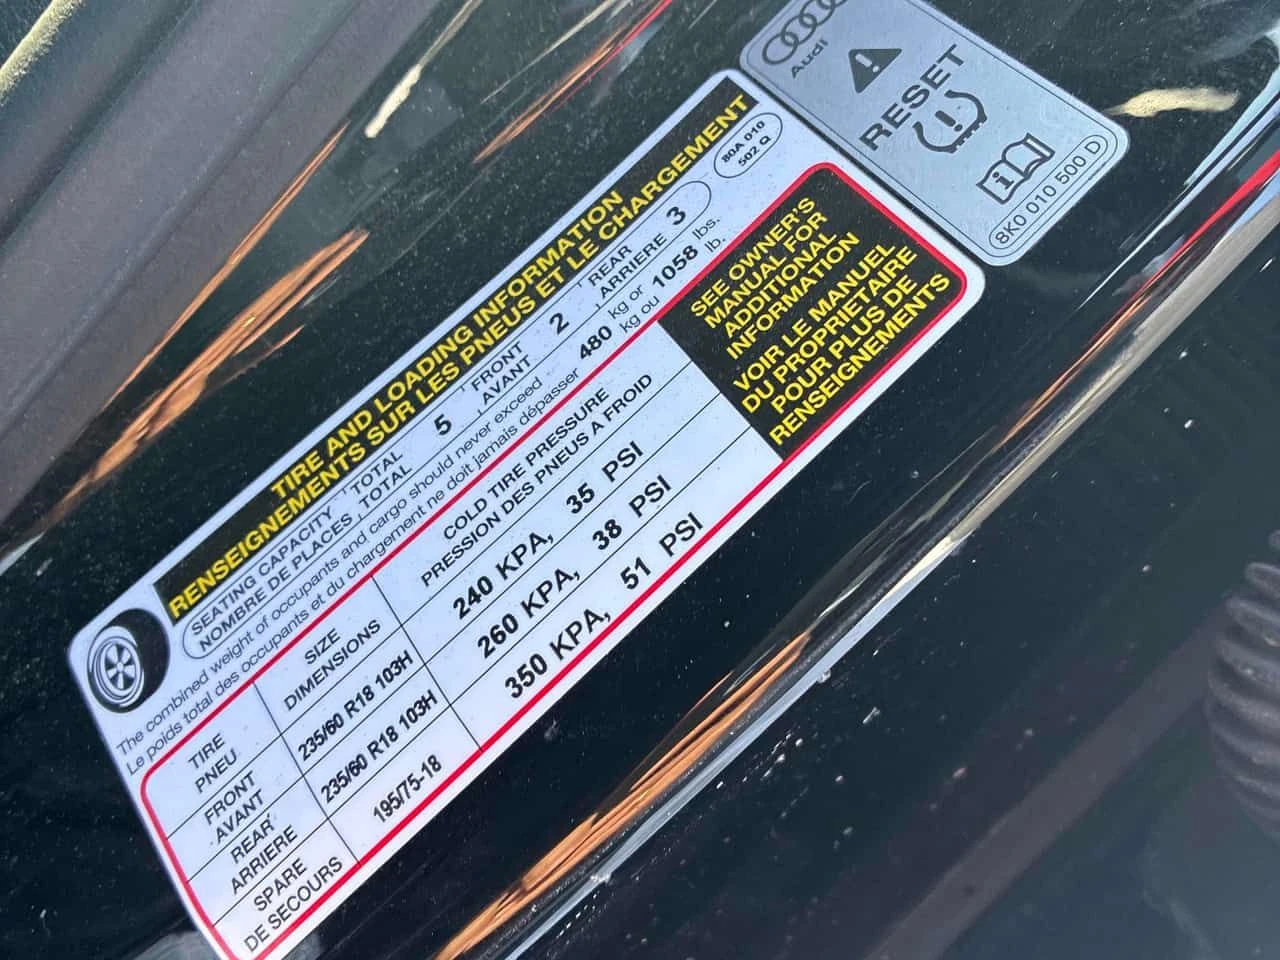 TIRE AND LOADING INFORMATION
RENSEIGNEMENTS SUR LES PNEUS ET LE CHARGEMENT
80A 010
502 Q
SEATING CAPACITY TOTAL 5 FRONT 2 REAR 3
NOMBRE DE PLACES TOTAL AVANT ARRIERE
The combined weight of occupants and cargo should never exceed 480 kg or 1058 lbs.
Le poids total des occupants et du chargement ne doit jamais dépasser kg ou lb.
TIRE SIZE COLD TIRE PRESSURE
PNEU DIMENSIONS PRESSION DES PNEUS A FROID
FRONT 235/60 R18 103H 240 KPA, 35 PSI
AVANT
REAR 235/60 R18 103H 260 KPA, 38 PSI
ARRIERE
SPARE 195/75-18 350 KPA, 51 PSI
DE SECOURS
SEE OWNER'S
MANUAL FOR
ADDITIONAL
INFORMATION
VOIR LE MANUEL
DU PROPRIETAIRE
POUR PLUS DE
RENSEIGNEMENTS
Audi
RESET
8K0 010 500 D